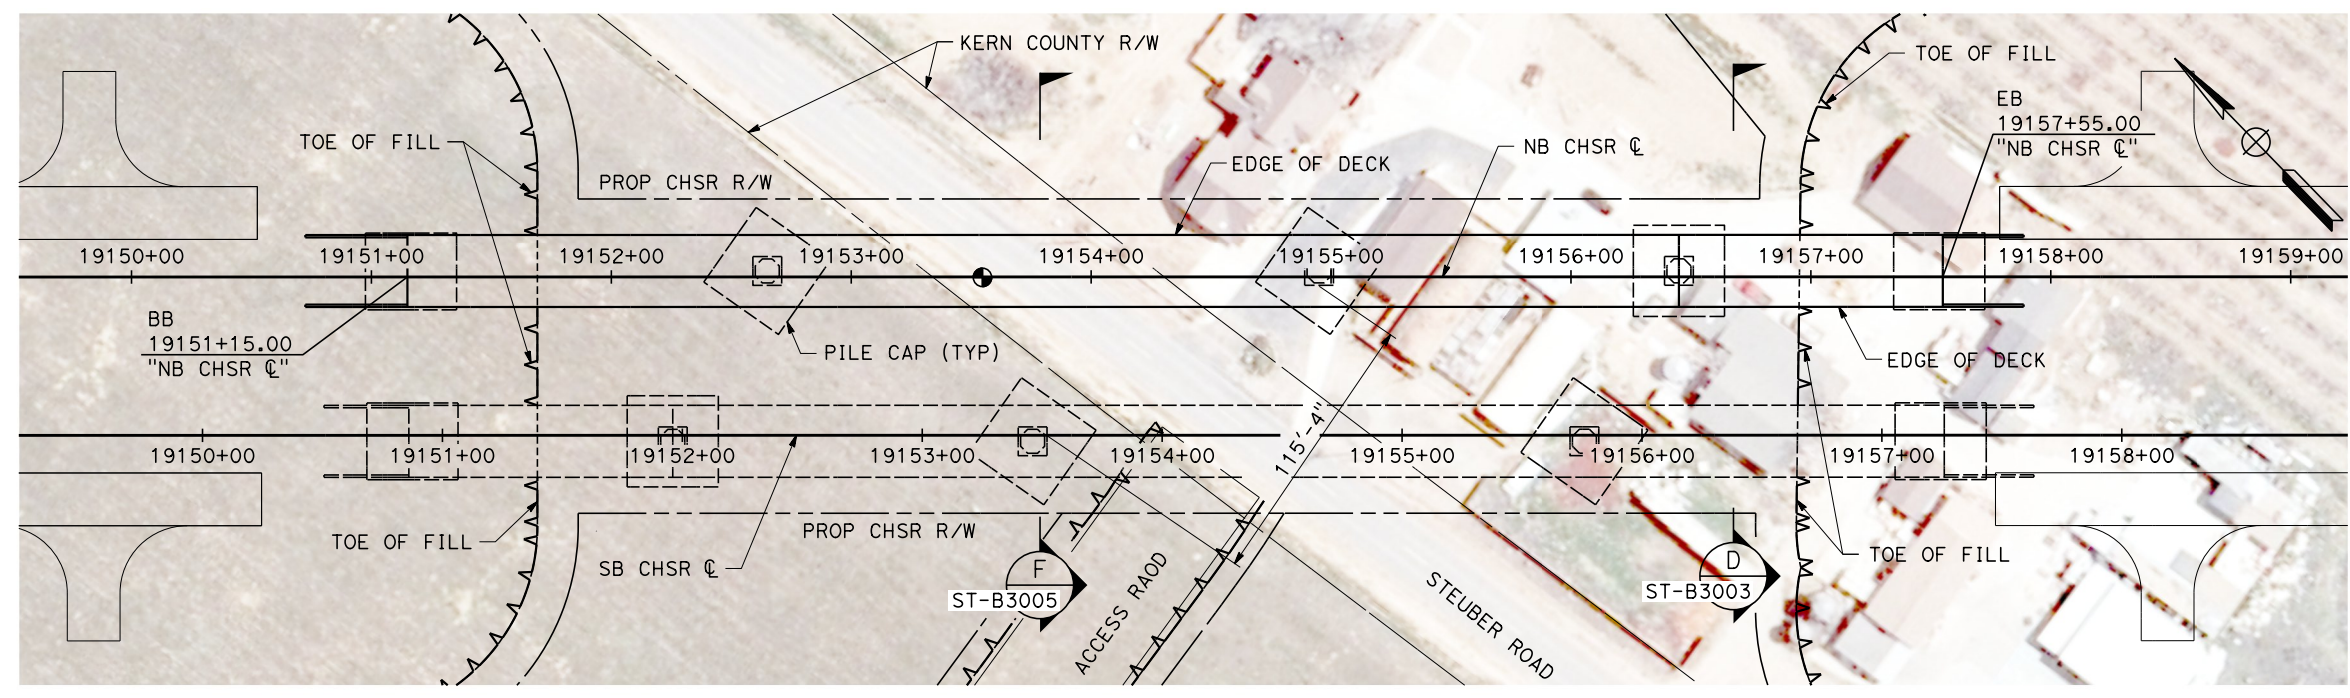 KERN COUNTY R/W
TOE OF FILL
EB
19157+55.00
"NB CHSR ℄"
TOE OF FILL
NB CHSR ℄
EDGE OF DECK
PROP CHSR R/W
19150+00 19151+00 19152+00 19153+00 19154+00 19155+00 19156+00 19157+00 19158+00 19159+00
BB
19151+15.00
"NB CHSR ℄"
PILE CAP (TYP)
EDGE OF DECK
115'-4"
19150+00 19151+00 19152+00 19153+00 19154+00 19155+00 19156+00 19157+00 19158+00
TOE OF FILL
PROP CHSR R/W
SB CHSR ℄
TOE OF FILL
F
ST-B3005
D
ST-B3003
ACCESS RAOD
STEUBER ROAD